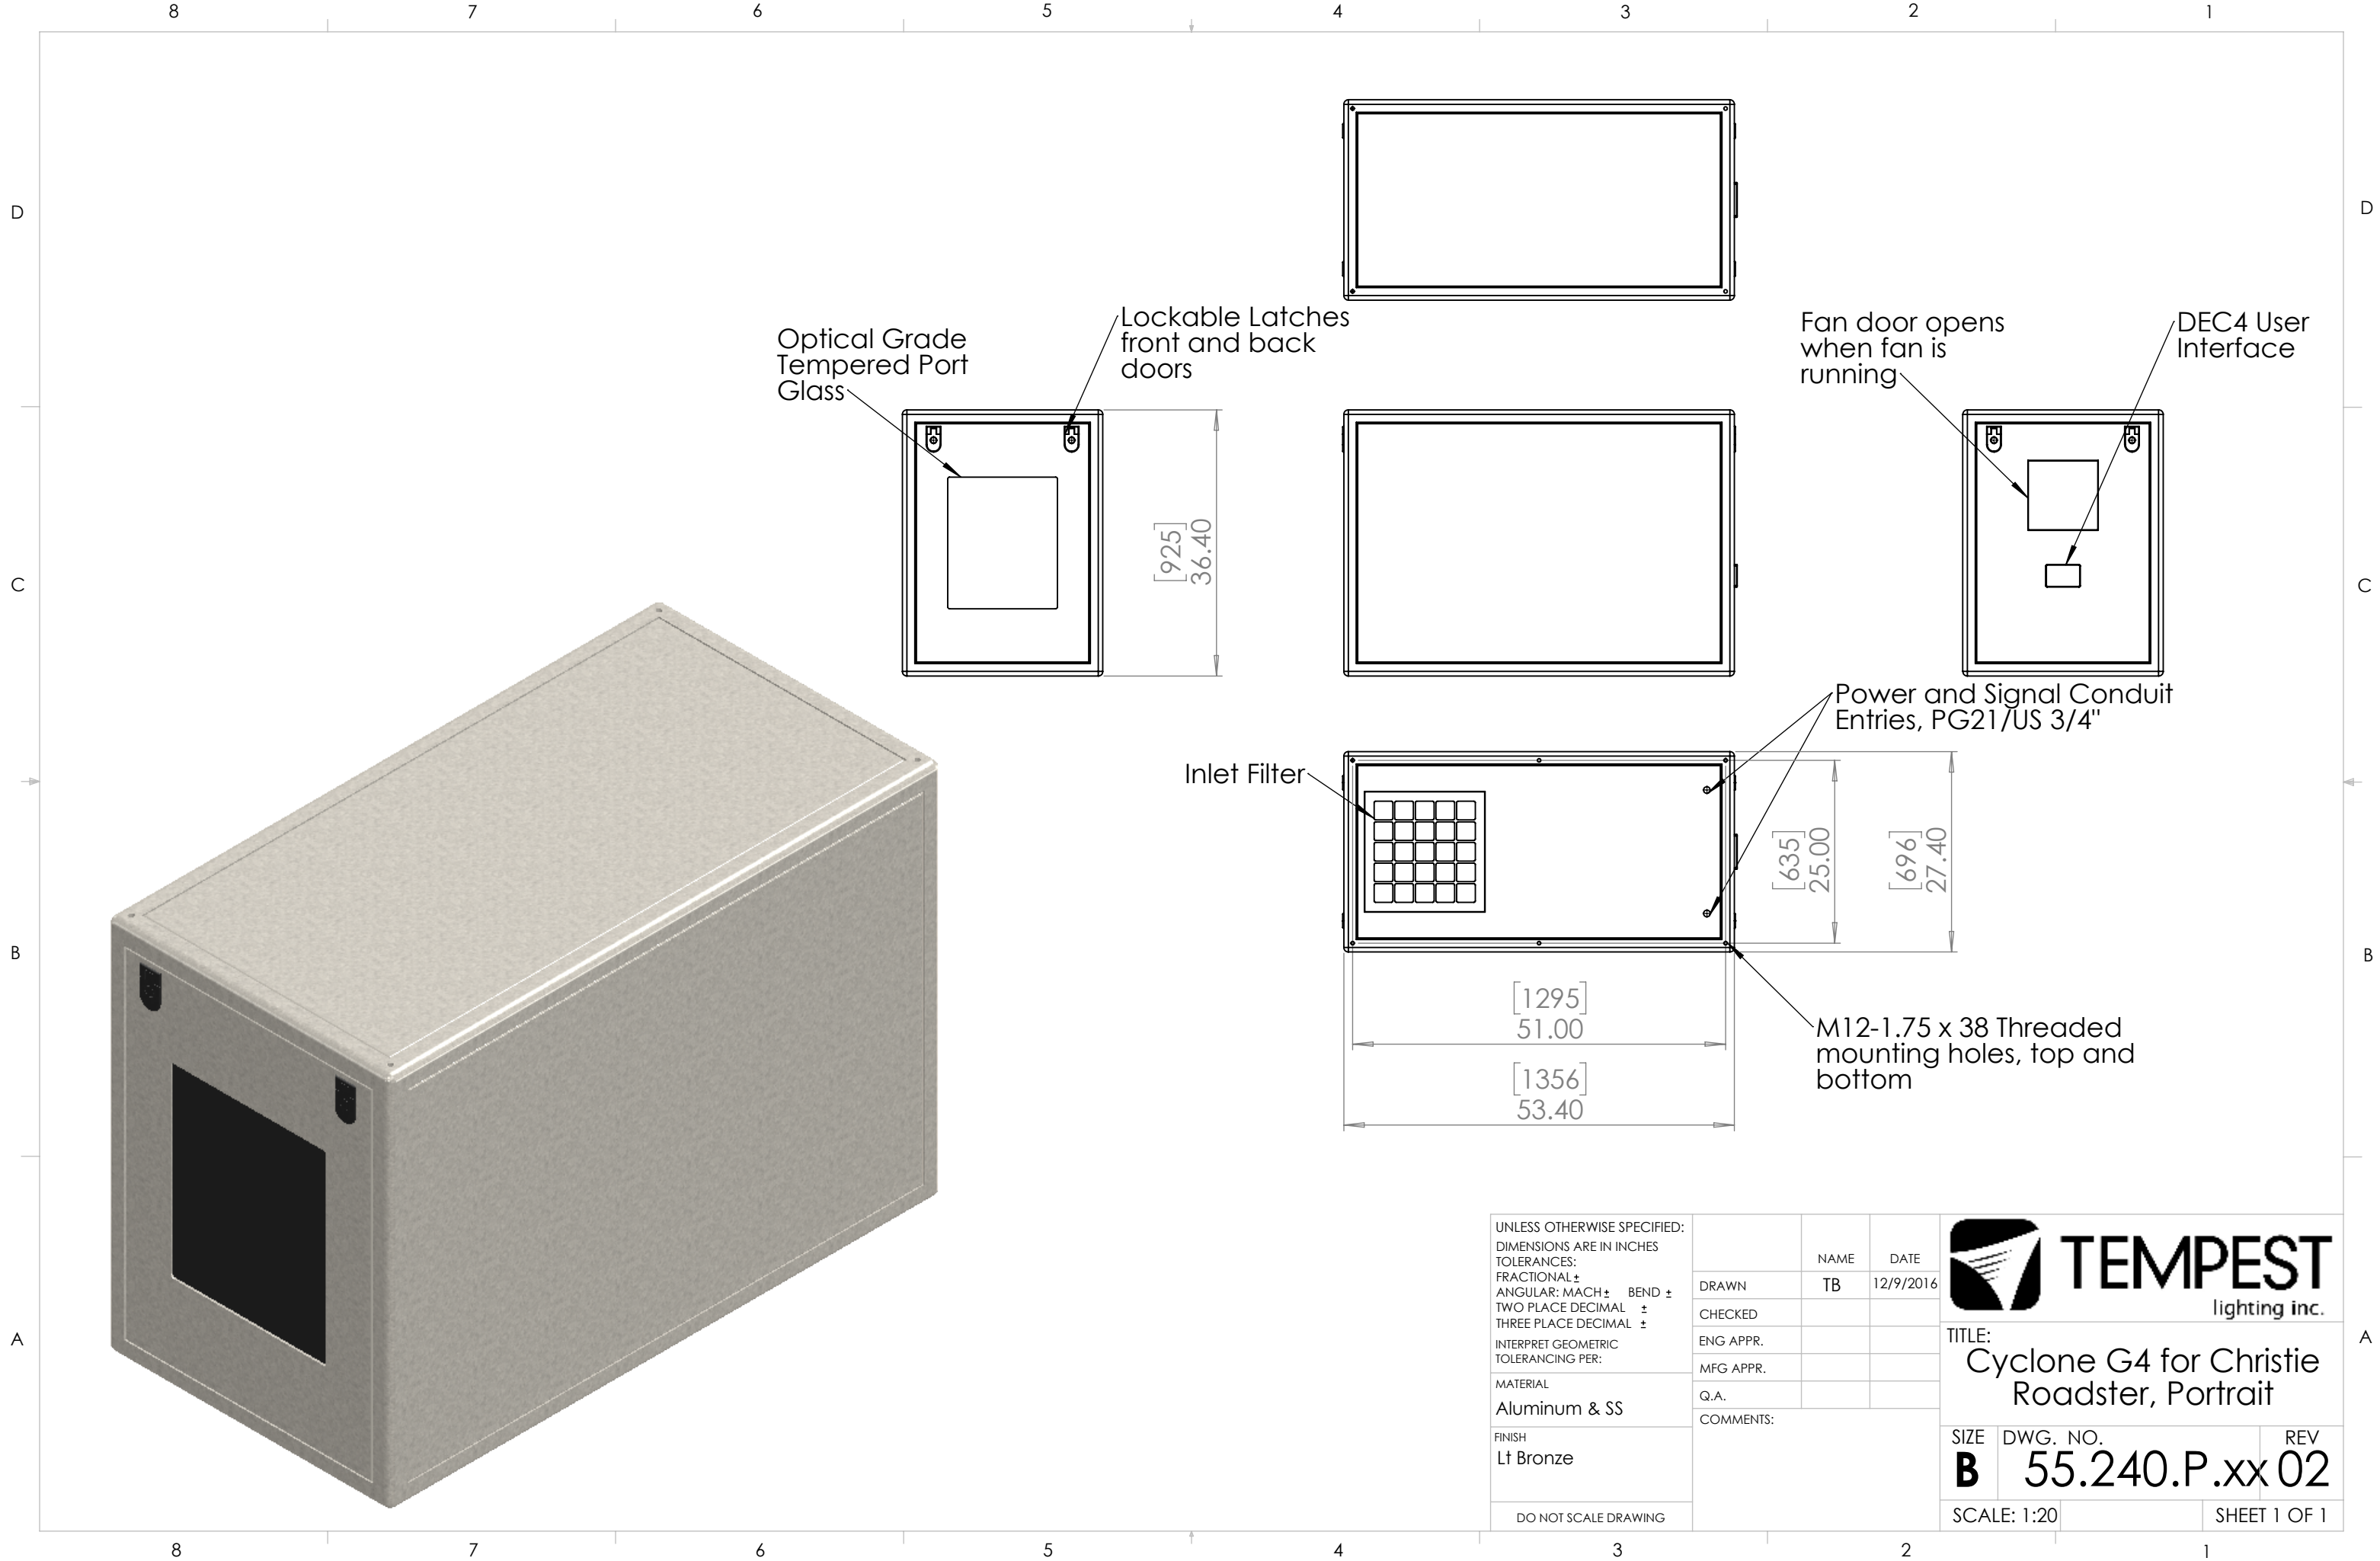 8 7 6 5 4 3 2 1
D D
C C
B B
A A
Optical Grade
Tempered Port
Glass
Lockable Latches
front and back
doors
Fan door opens
when fan is
running
DEC4 User
Interface
[925]
36.40
Power and Signal Conduit
Entries, PG21/US 3/4"
Inlet Filter
[635]
25.00
[696]
27.40
[1295]
51.00
[1356]
53.40
M12-1.75 x 38 Threaded
mounting holes, top and
bottom
UNLESS OTHERWISE SPECIFIED:
DIMENSIONS ARE IN INCHES
TOLERANCES:
FRACTIONAL ±
ANGULAR: MACH ± BEND ±
TWO PLACE DECIMAL ±
THREE PLACE DECIMAL ±
INTERPRET GEOMETRIC
TOLERANCING PER:
MATERIAL
Aluminum & SS
FINISH
Lt Bronze
DO NOT SCALE DRAWING
NAME DATE
DRAWN TB 12/9/2016
CHECKED
ENG APPR.
MFG APPR.
Q.A.
COMMENTS:
TEMPEST
lighting inc.
TITLE:
Cyclone G4 for Christie
Roadster, Portrait
SIZE DWG. NO. REV
B 55.240.P.xx 02
SCALE: 1:20 SHEET 1 OF 1
8 7 6 5 4 3 2 1